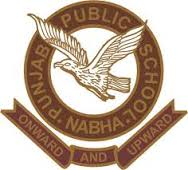 PUNJAB PUBLIC SCHOOL
NABHA
ONWARD AND UPWARD